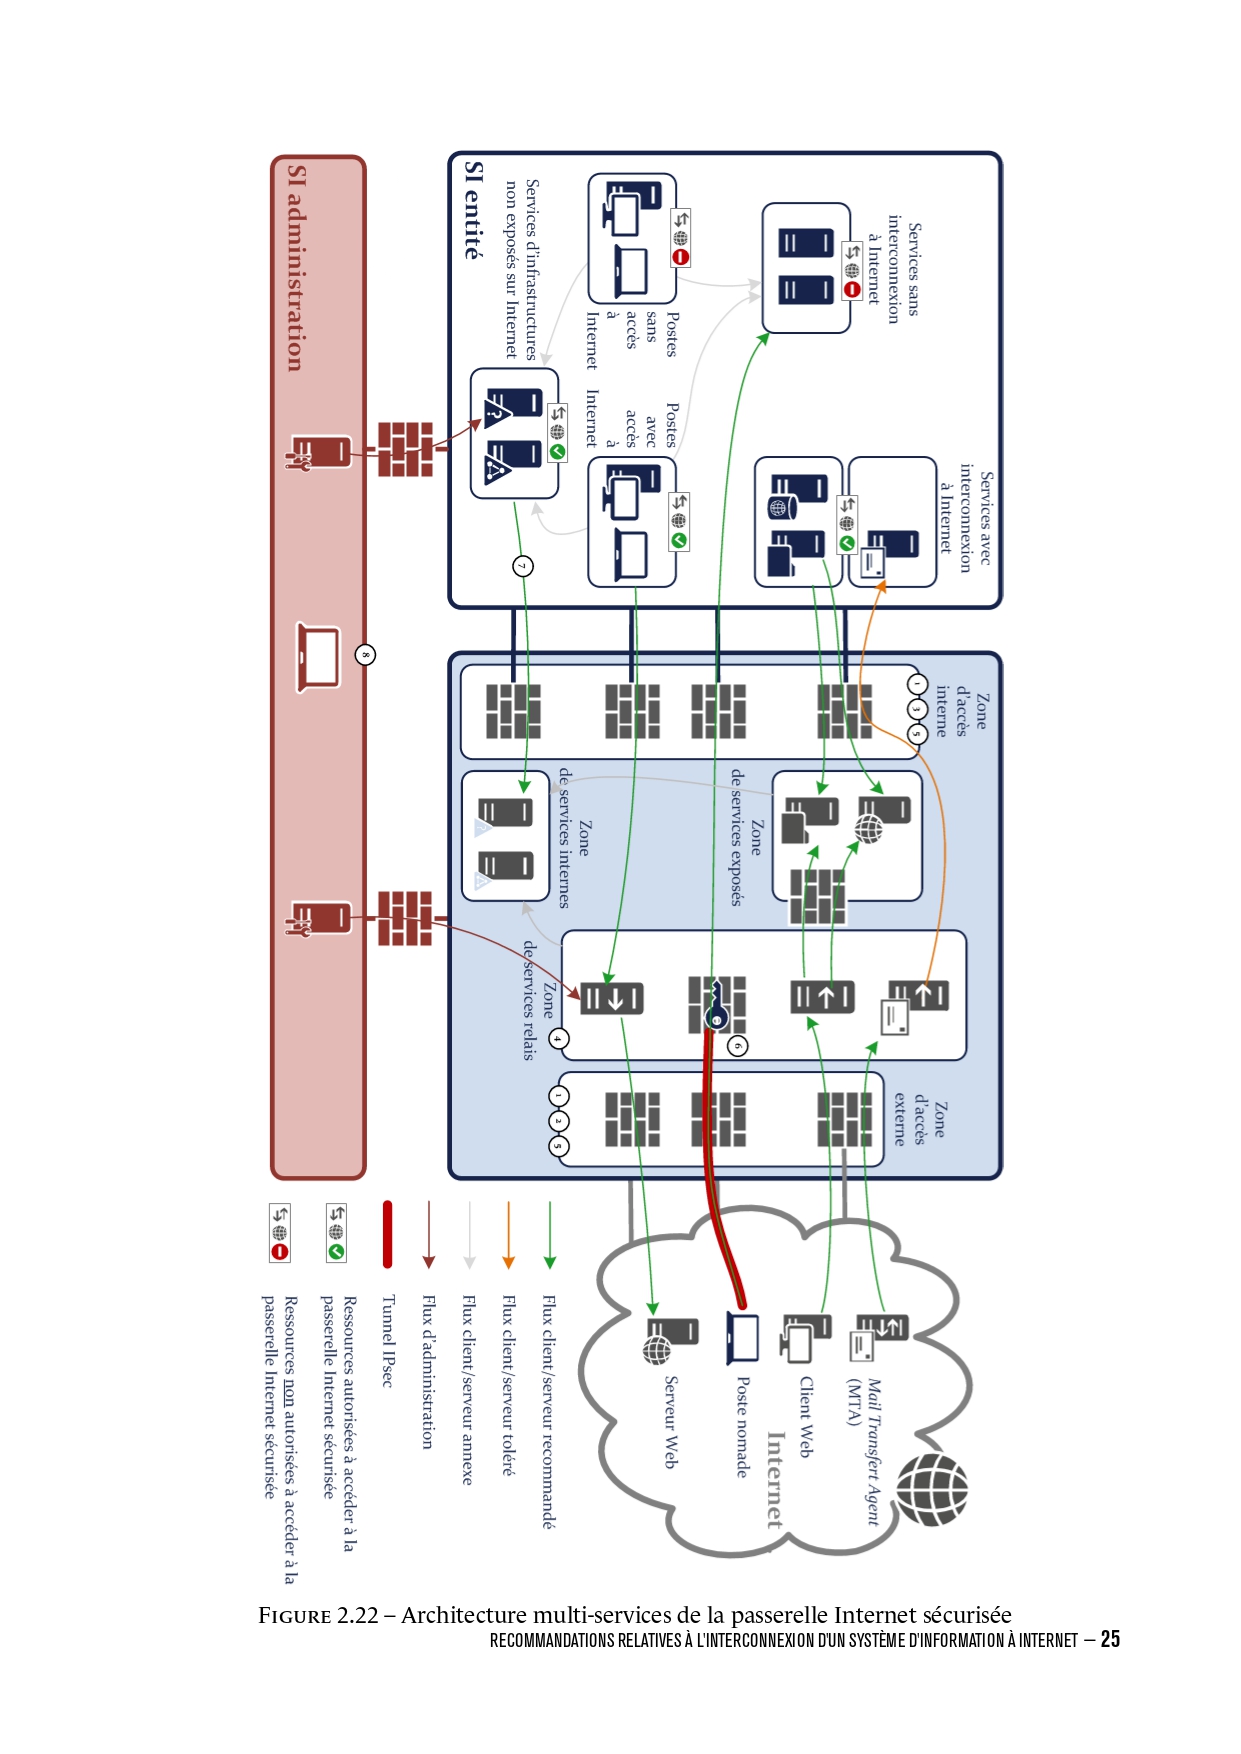 SI entité
Services sans
interconnexion
à Internet
Services avec
interconnexion
à Internet
Postes
sans
accès
à
Internet
Postes
avec
accès
à
Internet
Services d'infrastructures
non exposés sur Internet
7
Zone
d'accès
interne
1
3
5
Zone
de services exposés
Zone
de services internes
Zone
de services relais
4
6
Zone
d'accès
externe
1
2
5
Mail Transfert Agent
(MTA)
Client Web
Internet
Poste nomade
Serveur Web
SI administration
8
Flux client/serveur recommandé
Flux client/serveur toléré
Flux client/serveur annexe
Flux d'administration
Tunnel IPsec
Ressources autorisées à accéder à la
passerelle Internet sécurisée
Ressources non autorisées à accéder à la
passerelle Internet sécurisée
FIGURE 2.22 – Architecture multi-services de la passerelle Internet sécurisée
RECOMMANDATIONS RELATIVES À L'INTERCONNEXION D'UN SYSTÈME D'INFORMATION À INTERNET – 25